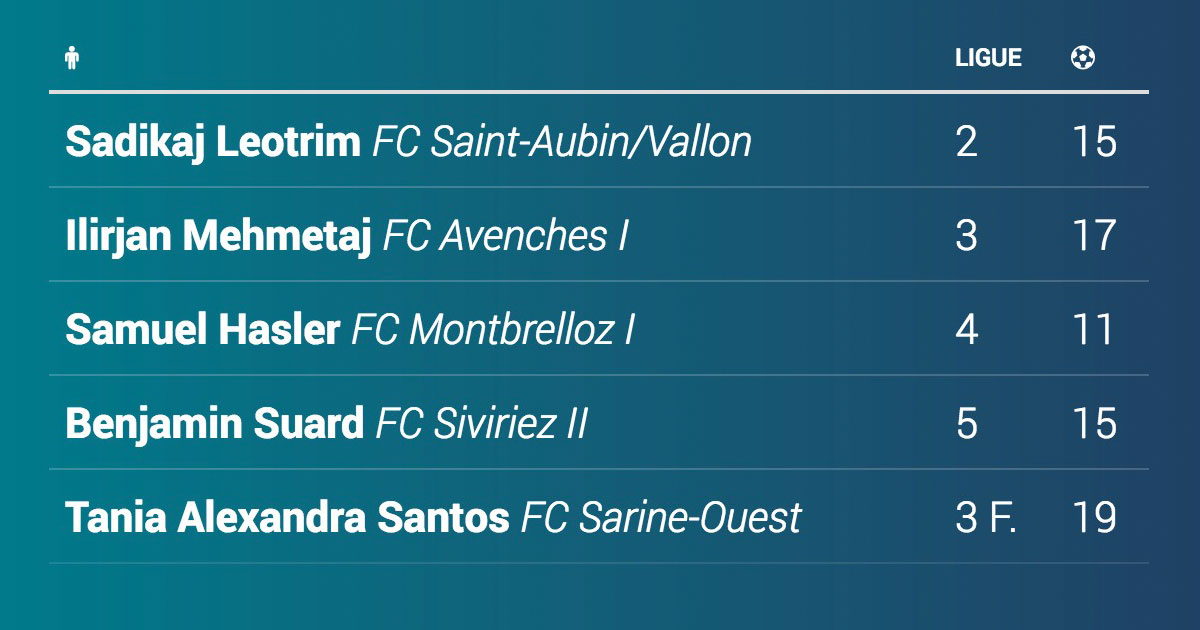 LIGUE
Sadikaj Leotrim FC Saint-Aubin/Vallon 2 15
Ilirjan Mehmetaj FC Avenches I 3 17
Samuel Hasler FC Montbrelloz I 4 11
Benjamin Suard FC Siviriez II 5 15
Tania Alexandra Santos FC Sarine-Ouest 3 F. 19